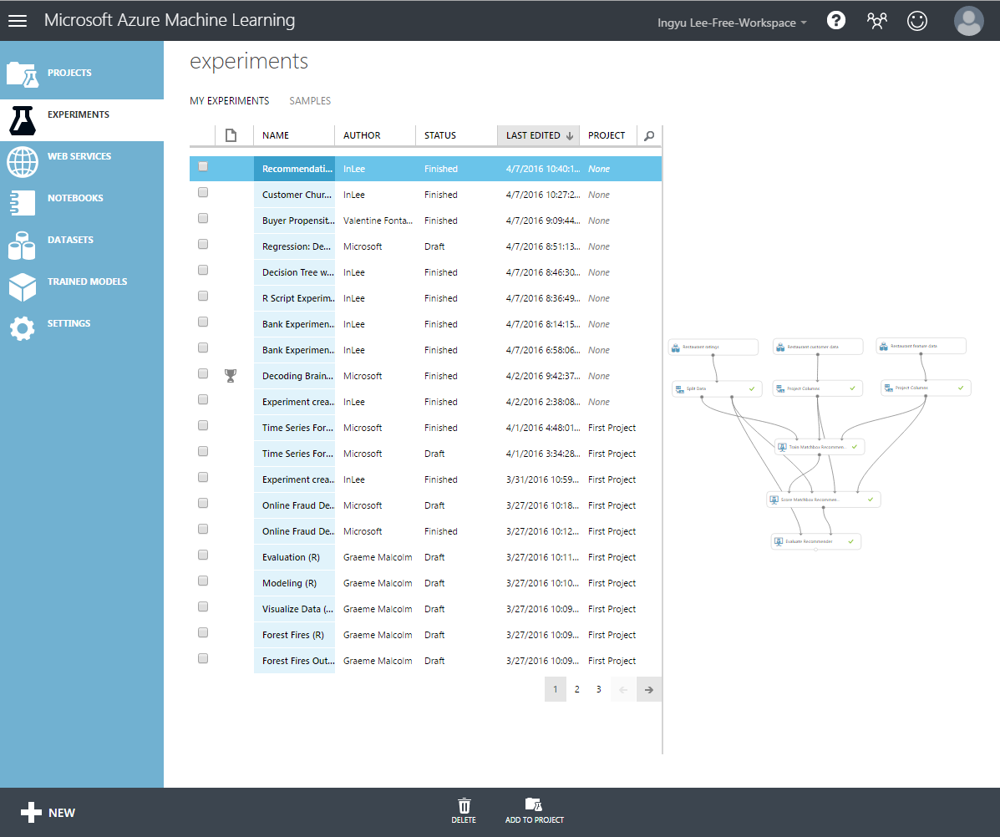 Microsoft Azure Machine Learning
Ingyu Lee-Free-Workspace
PROJECTS
EXPERIMENTS
WEB SERVICES
NOTEBOOKS
DATASETS
TRAINED MODELS
SETTINGS
experiments
MY EXPERIMENTS SAMPLES
NAME AUTHOR STATUS LAST EDITED PROJECT
Recommendati... InLee Finished 4/7/2016 10:40:1... None
Customer Chur... InLee Finished 4/7/2016 10:27:2... None
Buyer Propensit... Valentine Fonta... Finished 4/7/2016 9:09:44... None
Regression: De... Microsoft Draft 4/7/2016 8:51:13... None
Decision Tree w... InLee Finished 4/7/2016 8:46:30... None
R Script Experim... InLee Finished 4/7/2016 8:36:49... None
Bank Experimen... InLee Finished 4/7/2016 8:14:15... None
Bank Experimen... InLee Finished 4/7/2016 6:58:06... None
Decoding Brain... Microsoft Finished 4/2/2016 9:42:37... None
Experiment crea... InLee Finished 4/2/2016 2:38:08... None
Time Series For... Microsoft Finished 4/1/2016 4:48:01... First Project
Time Series For... Microsoft Draft 4/1/2016 3:34:28... First Project
Experiment crea... InLee Finished 3/31/2016 10:59... First Project
Online Fraud De... Microsoft Draft 3/27/2016 10:18... First Project
Online Fraud De... Microsoft Finished 3/27/2016 10:12... First Project
Evaluation (R) Graeme Malcolm Draft 3/27/2016 10:11... First Project
Modeling (R) Graeme Malcolm Draft 3/27/2016 10:10... First Project
Visualize Data (... Graeme Malcolm Draft 3/27/2016 10:09... First Project
Forest Fires (R) Graeme Malcolm Draft 3/27/2016 10:09... First Project
Forest Fires Out... Graeme Malcolm Draft 3/27/2016 10:09... First Project
1 2 3
Restaurant ratings Restaurant customer data Restaurant feature data
Split Data Project Columns Project Columns
Train Matchbox Recommen...
Score Matchbox Recommen...
Evaluate Recommender
NEW
DELETE
ADD TO PROJECT